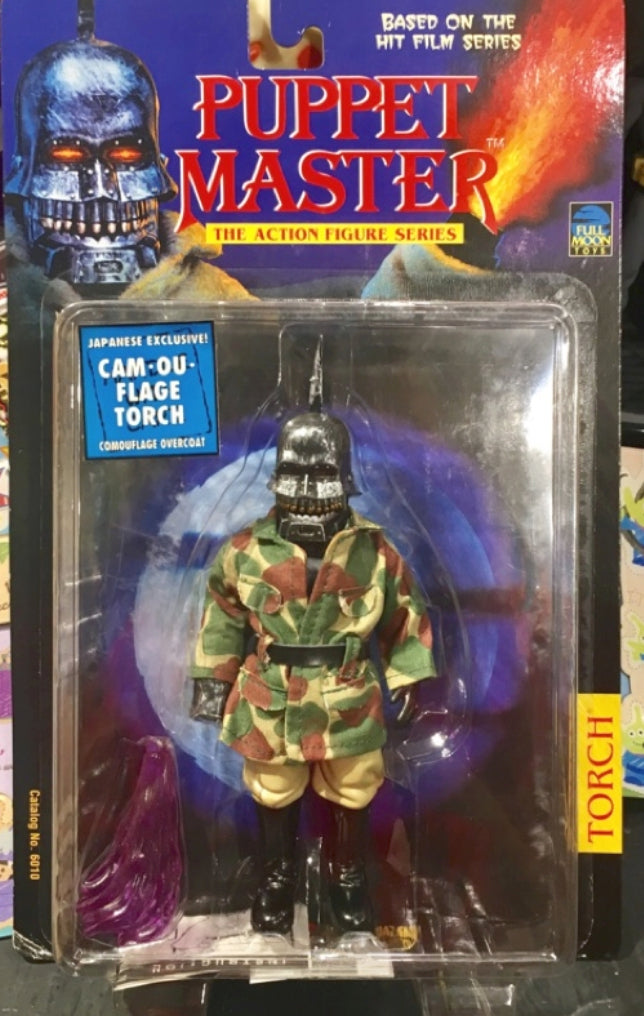 BASED ON THE
HIT FILM SERIES
PUPPET
MASTER™
THE ACTION FIGURE SERIES
FULL
MOON
TOYS
JAPANESE EXCLUSIVE!
CAM·OU·
FLAGE
TORCH
COMOUFLAGE OVERCOAT
TORCH
Catalog No. 6010